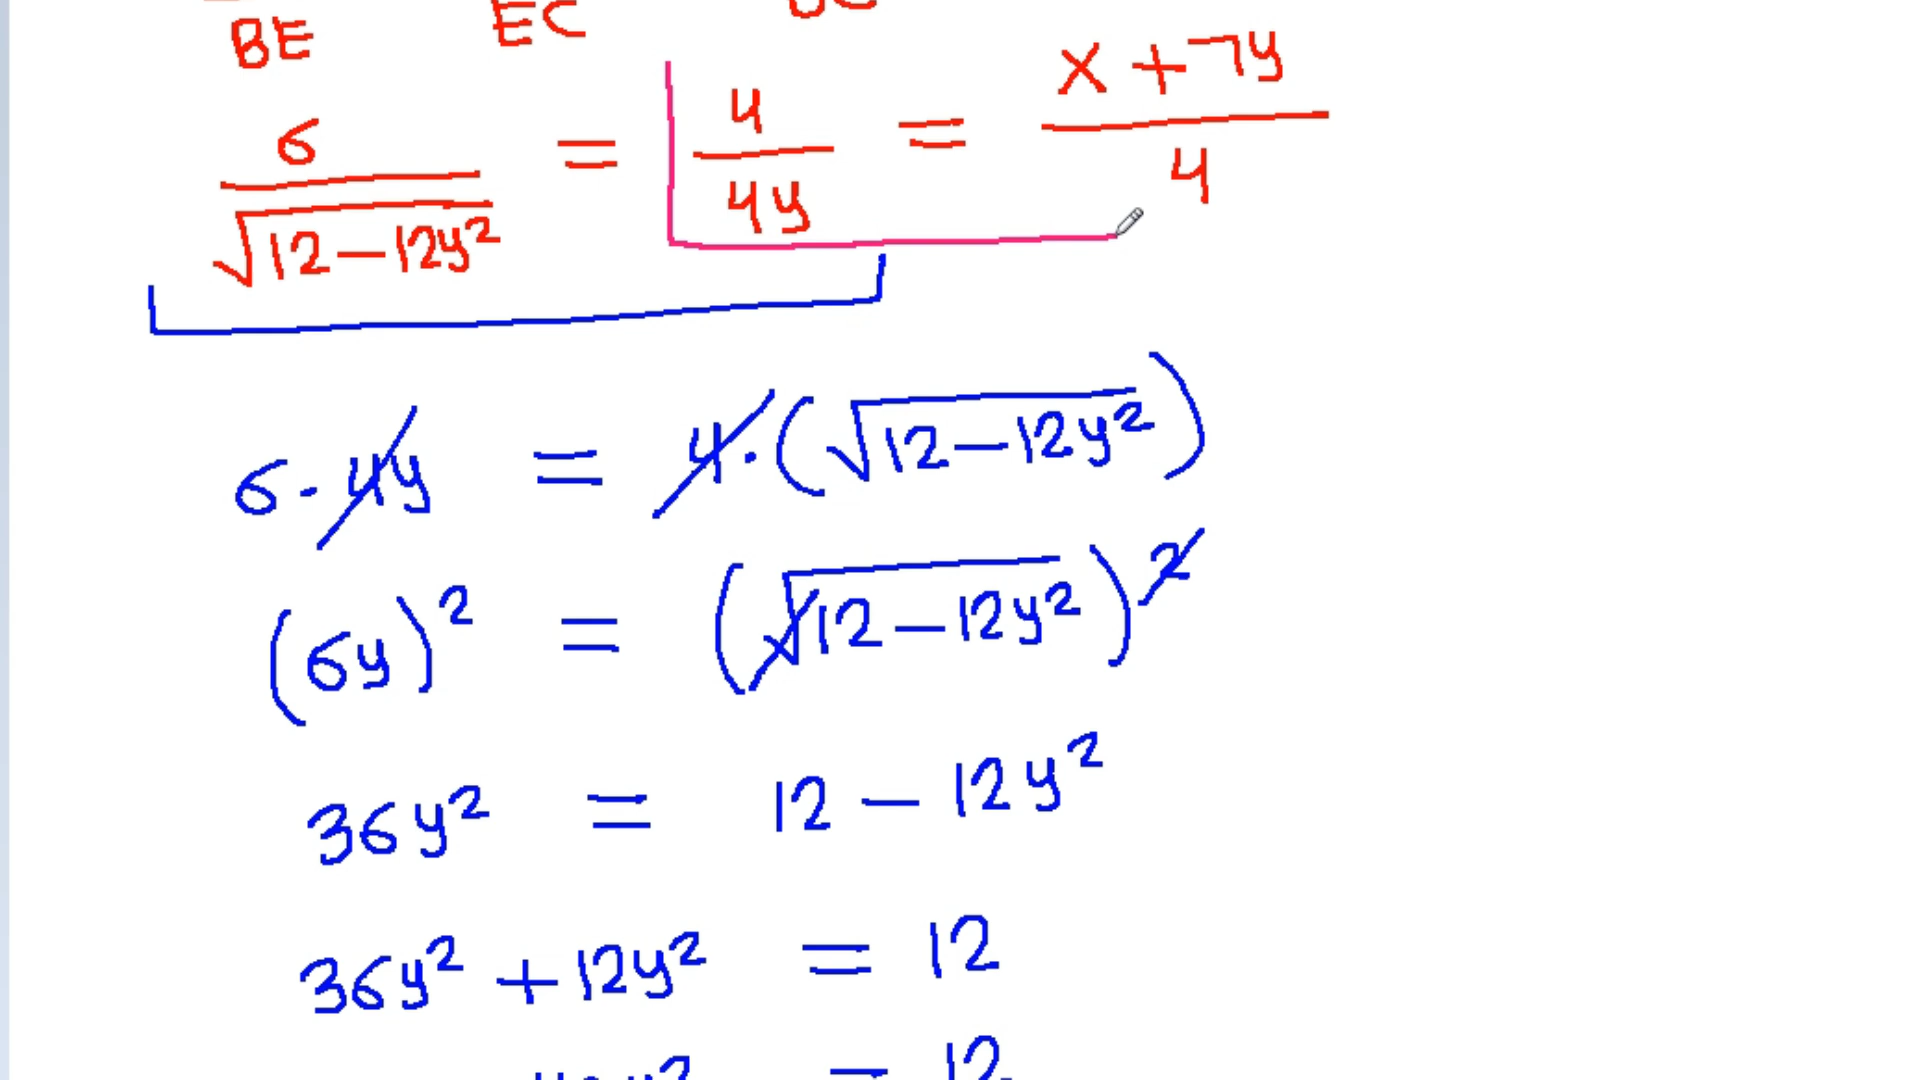 BE EC
6/√(12-12y²) = 4/4y = (x+7y)/4
6·4y = 4·(√(12-12y²))
(6y)² = (√(12-12y²))²
36y² = 12-12y²
36y² + 12y² = 12
= 12